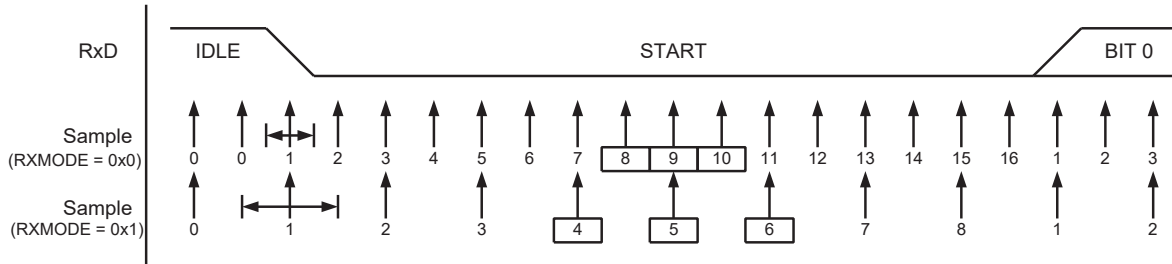 RxD IDLE START BIT 0
Sample
(RXMODE = 0x0) 0 0 1 2 3 4 5 6 7 8 9 10 11 12 13 14 15 16 1 2 3
Sample
(RXMODE = 0x1) 0 1 2 3 4 5 6 7 8 1 2